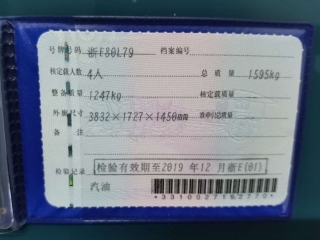 号牌号码 浙E80L79 档案编号
核定载人数 4人 总质量 1595kg
整备质量 1247kg 核定载质量
外廓尺寸 3832×1727×1450mm 准牵引总质量
备注
检验记录 检验有效期至2019年12月浙E(01)
汽油
*3310027192770*